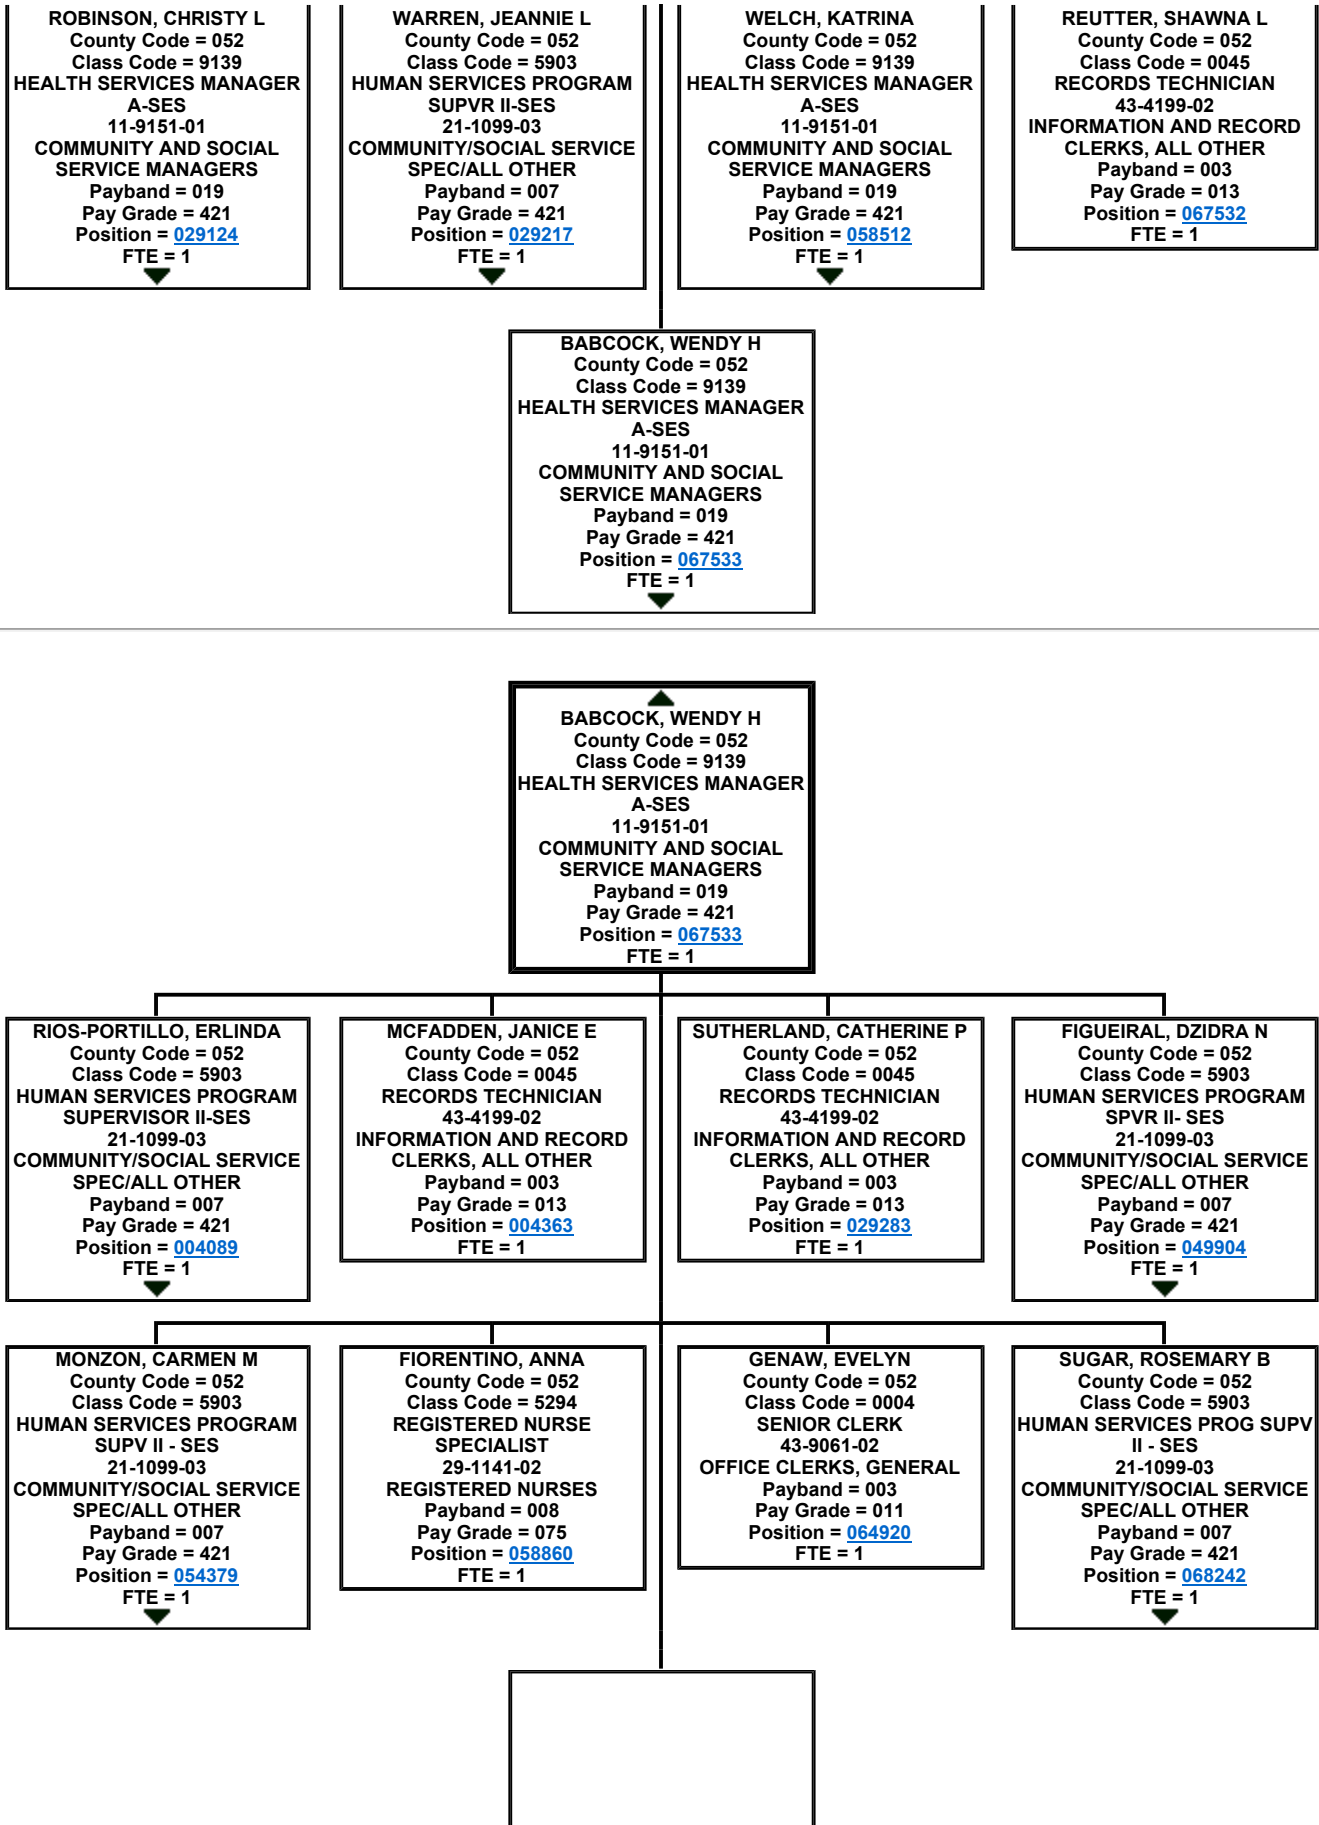 ROBINSON, CHRISTY L
County Code = 052
Class Code = 9139
HEALTH SERVICES MANAGER
A-SES
11-9151-01
COMMUNITY AND SOCIAL
SERVICE MANAGERS
Payband = 019
Pay Grade = 421
Position = 029124
FTE = 1
WARREN, JEANNIE L
County Code = 052
Class Code = 5903
HUMAN SERVICES PROGRAM
SUPVR II-SES
21-1099-03
COMMUNITY/SOCIAL SERVICE
SPEC/ALL OTHER
Payband = 007
Pay Grade = 421
Position = 029217
FTE = 1
WELCH, KATRINA
County Code = 052
Class Code = 9139
HEALTH SERVICES MANAGER
A-SES
11-9151-01
COMMUNITY AND SOCIAL
SERVICE MANAGERS
Payband = 019
Pay Grade = 421
Position = 058512
FTE = 1
REUTTER, SHAWNA L
County Code = 052
Class Code = 0045
RECORDS TECHNICIAN
43-4199-02
INFORMATION AND RECORD
CLERKS, ALL OTHER
Payband = 003
Pay Grade = 013
Position = 067532
FTE = 1
BABCOCK, WENDY H
County Code = 052
Class Code = 9139
HEALTH SERVICES MANAGER
A-SES
11-9151-01
COMMUNITY AND SOCIAL
SERVICE MANAGERS
Payband = 019
Pay Grade = 421
Position = 067533
FTE = 1
BABCOCK, WENDY H
County Code = 052
Class Code = 9139
HEALTH SERVICES MANAGER
A-SES
11-9151-01
COMMUNITY AND SOCIAL
SERVICE MANAGERS
Payband = 019
Pay Grade = 421
Position = 067533
FTE = 1
RIOS-PORTILLO, ERLINDA
County Code = 052
Class Code = 5903
HUMAN SERVICES PROGRAM
SUPERVISOR II-SES
21-1099-03
COMMUNITY/SOCIAL SERVICE
SPEC/ALL OTHER
Payband = 007
Pay Grade = 421
Position = 004089
FTE = 1
MCFADDEN, JANICE E
County Code = 052
Class Code = 0045
RECORDS TECHNICIAN
43-4199-02
INFORMATION AND RECORD
CLERKS, ALL OTHER
Payband = 003
Pay Grade = 013
Position = 004363
FTE = 1
SUTHERLAND, CATHERINE P
County Code = 052
Class Code = 0045
RECORDS TECHNICIAN
43-4199-02
INFORMATION AND RECORD
CLERKS, ALL OTHER
Payband = 003
Pay Grade = 013
Position = 029283
FTE = 1
FIGUEIRAL, DZIDRA N
County Code = 052
Class Code = 5903
HUMAN SERVICES PROGRAM
SPVR II- SES
21-1099-03
COMMUNITY/SOCIAL SERVICE
SPEC/ALL OTHER
Payband = 007
Pay Grade = 421
Position = 049904
FTE = 1
MONZON, CARMEN M
County Code = 052
Class Code = 5903
HUMAN SERVICES PROGRAM
SUPV II - SES
21-1099-03
COMMUNITY/SOCIAL SERVICE
SPEC/ALL OTHER
Payband = 007
Pay Grade = 421
Position = 054379
FTE = 1
FIORENTINO, ANNA
County Code = 052
Class Code = 5294
REGISTERED NURSE
SPECIALIST
29-1141-02
REGISTERED NURSES
Payband = 008
Pay Grade = 075
Position = 058860
FTE = 1
GENAW, EVELYN
County Code = 052
Class Code = 0004
SENIOR CLERK
43-9061-02
OFFICE CLERKS, GENERAL
Payband = 003
Pay Grade = 011
Position = 064920
FTE = 1
SUGAR, ROSEMARY B
County Code = 052
Class Code = 5903
HUMAN SERVICES PROG SUPV
II - SES
21-1099-03
COMMUNITY/SOCIAL SERVICE
SPEC/ALL OTHER
Payband = 007
Pay Grade = 421
Position = 068242
FTE = 1